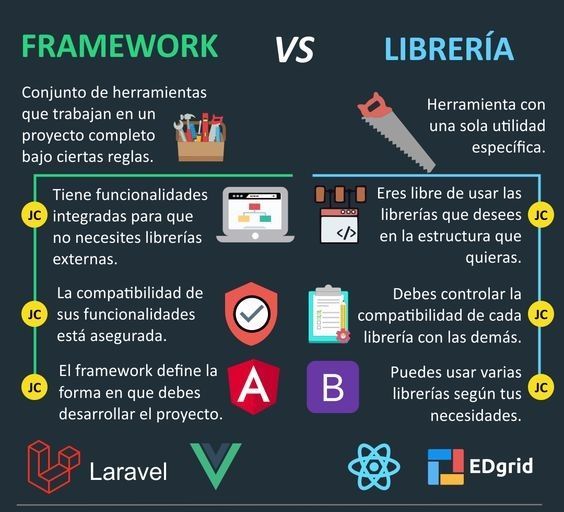 FRAMEWORK
VS
LIBRERÍA
Conjunto de herramientas
que trabajan en un
proyecto completo
bajo ciertas reglas.
Herramienta con
una sola utilidad
específica.
JC
Tiene funcionalidades
integradas para que
no necesites librerías
externas.
</>
Eres libre de usar las
librerías que desees
en la estructura que
quieras.
JC
JC
La compatibilidad de
sus funcionalidades
está asegurada.
Debes controlar la
compatibilidad de cada
librería con las demás.
JC
JC
El framework define la
forma en que debes
desarrollar el proyecto.
A
B
Puedes usar varias
librerías según tus
necesidades.
JC
Laravel
EDgrid